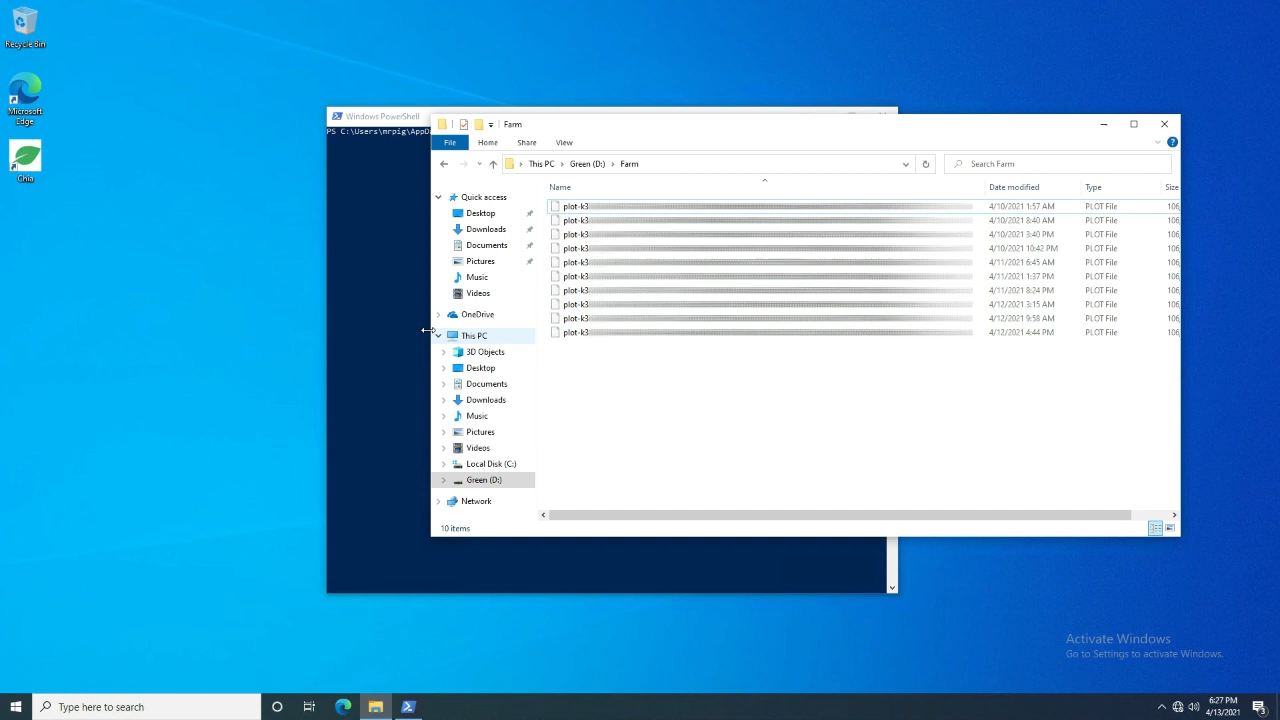 Recycle Bin
Microsoft
Edge
Chia
Windows PowerShell
PS C:\Users\mrpig\AppD
Farm
File Home Share View
This PC Green (D:) Farm
Search Farm
Name Date modified Type Size
Quick access
Desktop
Downloads
Documents
Pictures
Music
Videos
OneDrive
This PC
3D Objects
Desktop
Documents
Downloads
Music
Pictures
Videos
Local Disk (C:)
Green (D:)
Network
plot-k3 4/10/2021 1:57 AM PLOT File 106,
plot-k3 4/10/2021 8:40 AM PLOT File 106,
plot-k3 4/10/2021 3:40 PM PLOT File 106,
plot-k3 4/10/2021 10:42 PM PLOT File 106,
plot-k3 4/11/2021 6:45 AM PLOT File 106,
plot-k3 4/11/2021 1:37 PM PLOT File 106,
plot-k3 4/11/2021 8:24 PM PLOT File 106,
plot-k3 4/12/2021 3:15 AM PLOT File 106,
plot-k3 4/12/2021 9:58 AM PLOT File 106,
plot-k3 4/12/2021 4:44 PM PLOT File 106,
10 items
Activate Windows
Go to Settings to activate Windows.
Type here to search
6:27 PM
4/13/2021
3